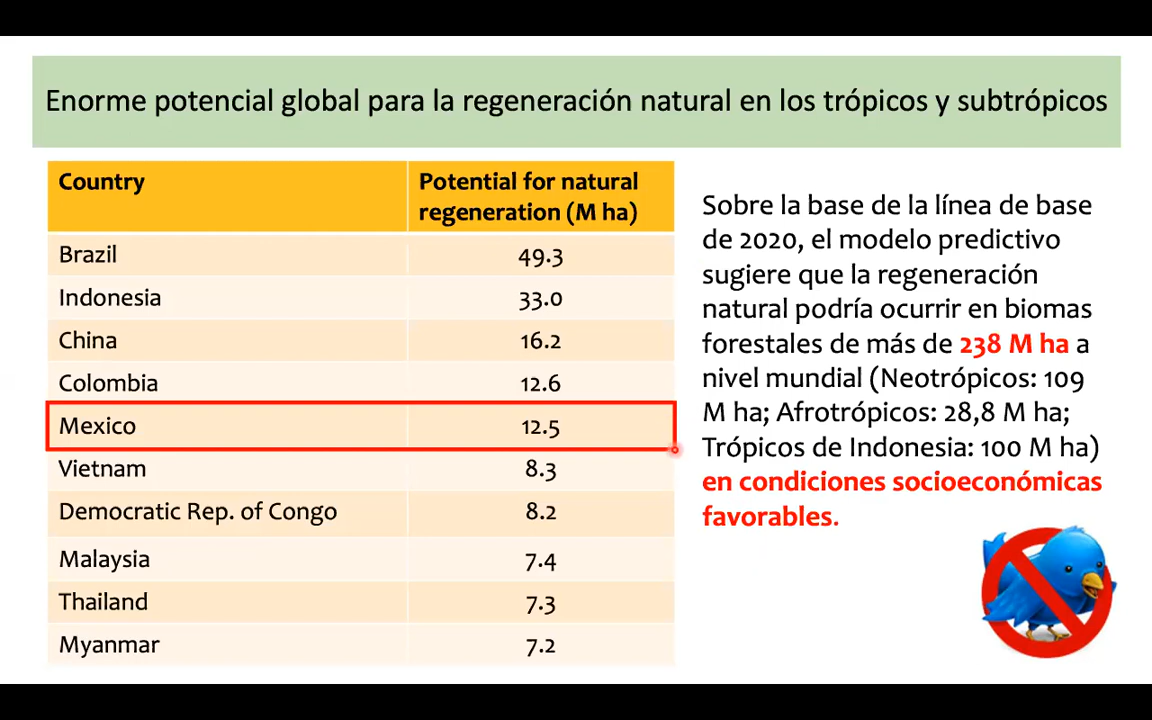 Enorme potencial global para la regeneración natural en los trópicos y subtrópicos
Country
Potential for natural
regeneration (M ha)
Brazil 49.3
Indonesia 33.0
China 16.2
Colombia 12.6
Mexico 12.5
Vietnam 8.3
Democratic Rep. of Congo 8.2
Malaysia 7.4
Thailand 7.3
Myanmar 7.2
Sobre la base de la línea de base
de 2020, el modelo predictivo
sugiere que la regeneración
natural podría ocurrir en biomas
forestales de más de 238 M ha a
nivel mundial (Neotrópicos: 109
M ha; Afrotrópicos: 28,8 M ha;
Trópicos de Indonesia: 100 M ha)
en condiciones socioeconómicas
favorables.